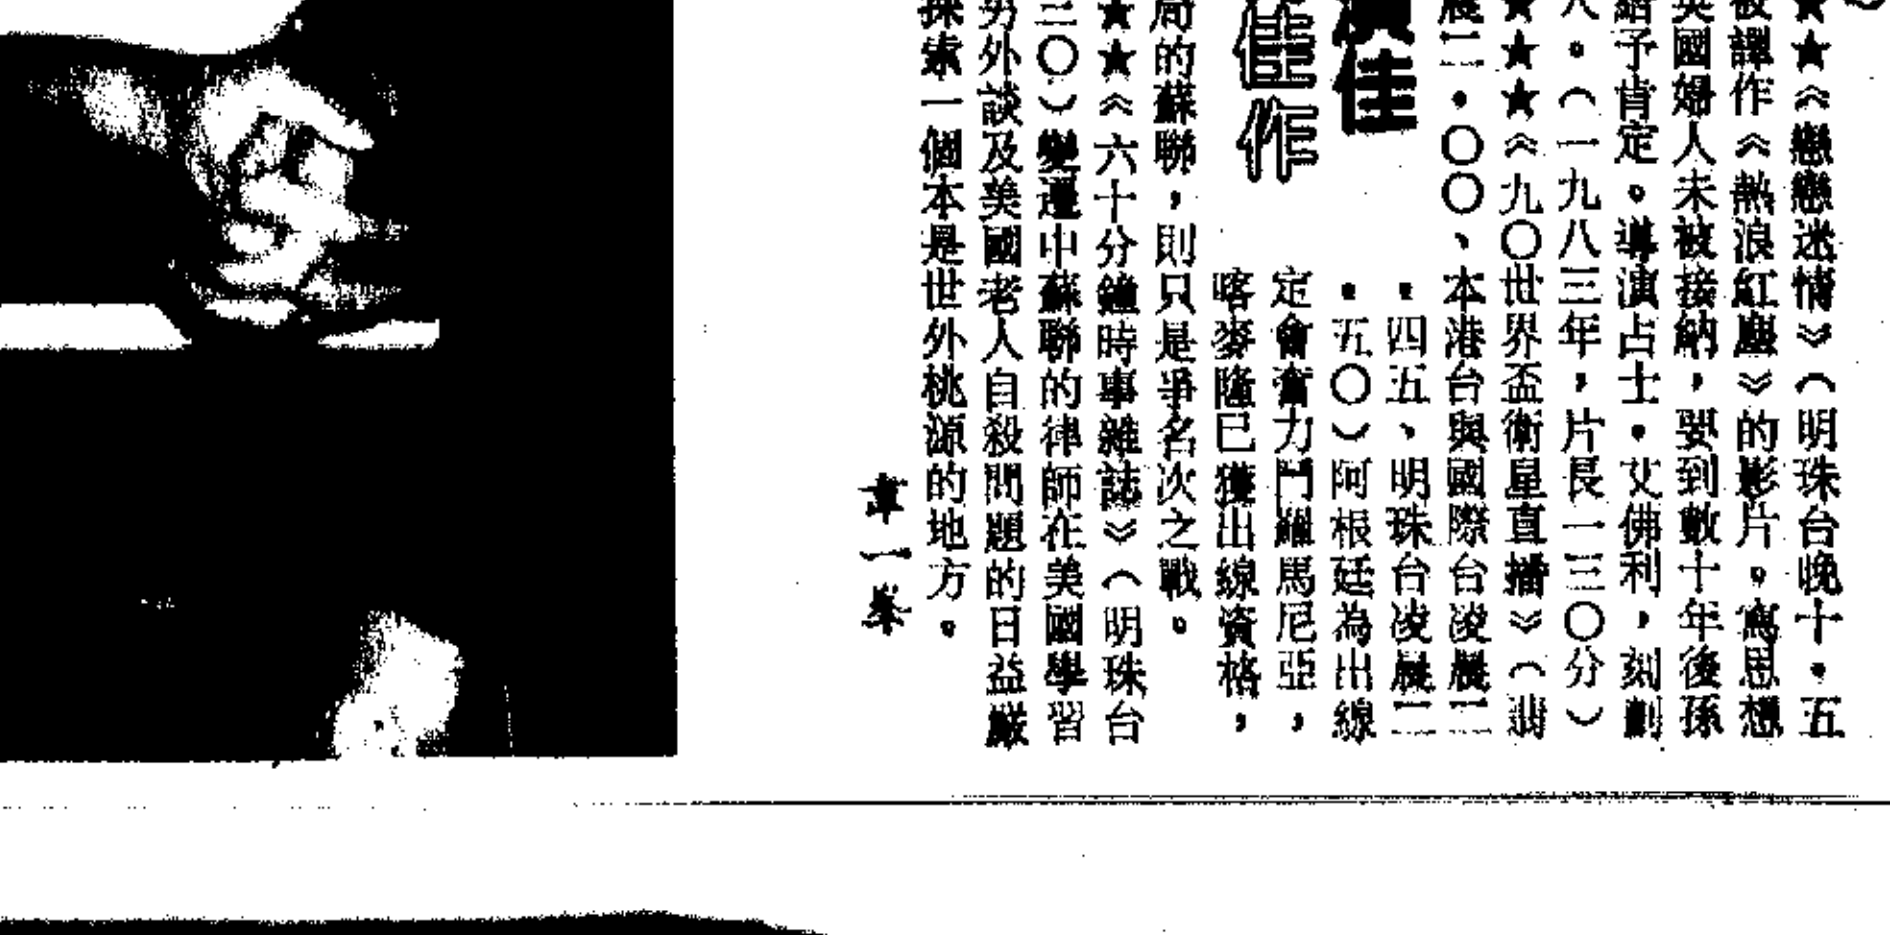 ★★《戀戀迷情》（明珠台晚十・五
被譯作《熱浪紅塵》的影片。寓思想
英國婦人未被接納，要到數十年後孫
給予肯定。導演占士・艾佛利，刻劃
人。（一九八三年，片長一三〇分）
★★★《九〇世界盃衛星直播》（翡
晨二・〇〇、本港台與國際台凌晨二
・四五、明珠台凌晨二
・五〇）阿根廷為出線
定會奮力鬥羅馬尼亞，
喀麥隆已獲出線資格，
演佳
佳作
局的蘇聯，則只是爭名次之戰。
★★《六十分鐘時事雜誌》（明珠台
三〇）變遷中蘇聯的律師在美國學習
另外談及美國老人自殺問題的日益嚴
探索一個本是世外桃源的地方。
韋一峯